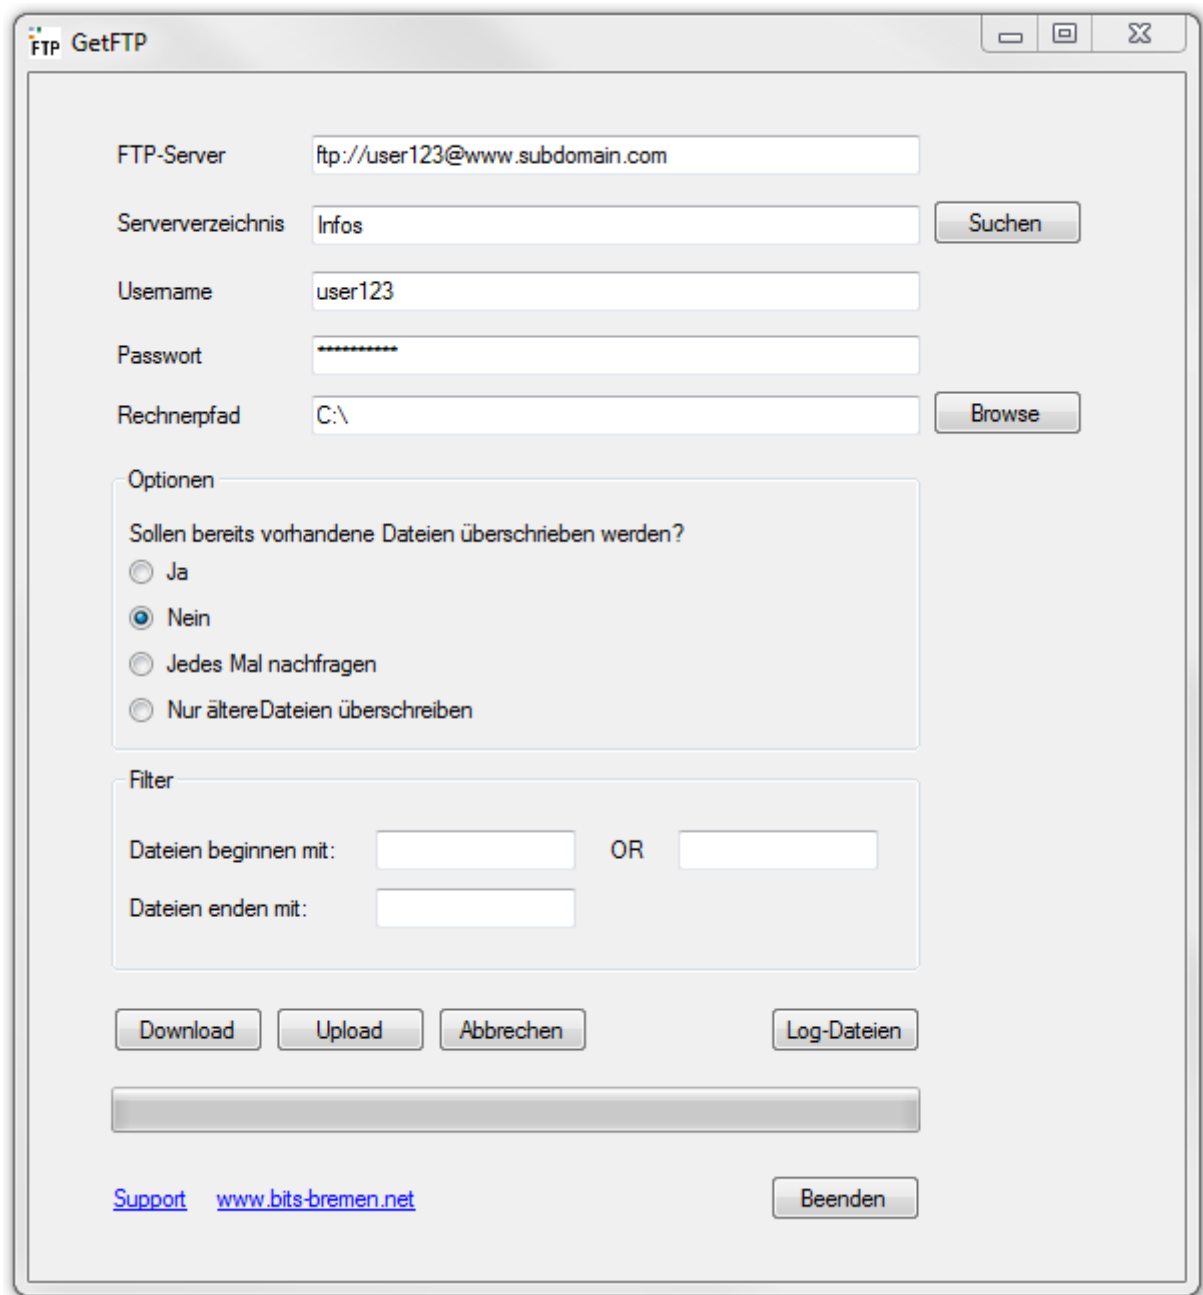 FTP GetFTP
FTP-Server ftp://user123@www.subdomain.com
Serververzeichnis Infos Suchen
Username user123
Passwort **********
Rechnerpfad C:\ Browse
Optionen
Sollen bereits vorhandene Dateien überschrieben werden?
Ja
Nein
Jedes Mal nachfragen
Nur ältereDateien überschreiben
Filter
Dateien beginnen mit: OR
Dateien enden mit:
Download Upload Abbrechen Log-Dateien
Support www.bits-bremen.net Beenden